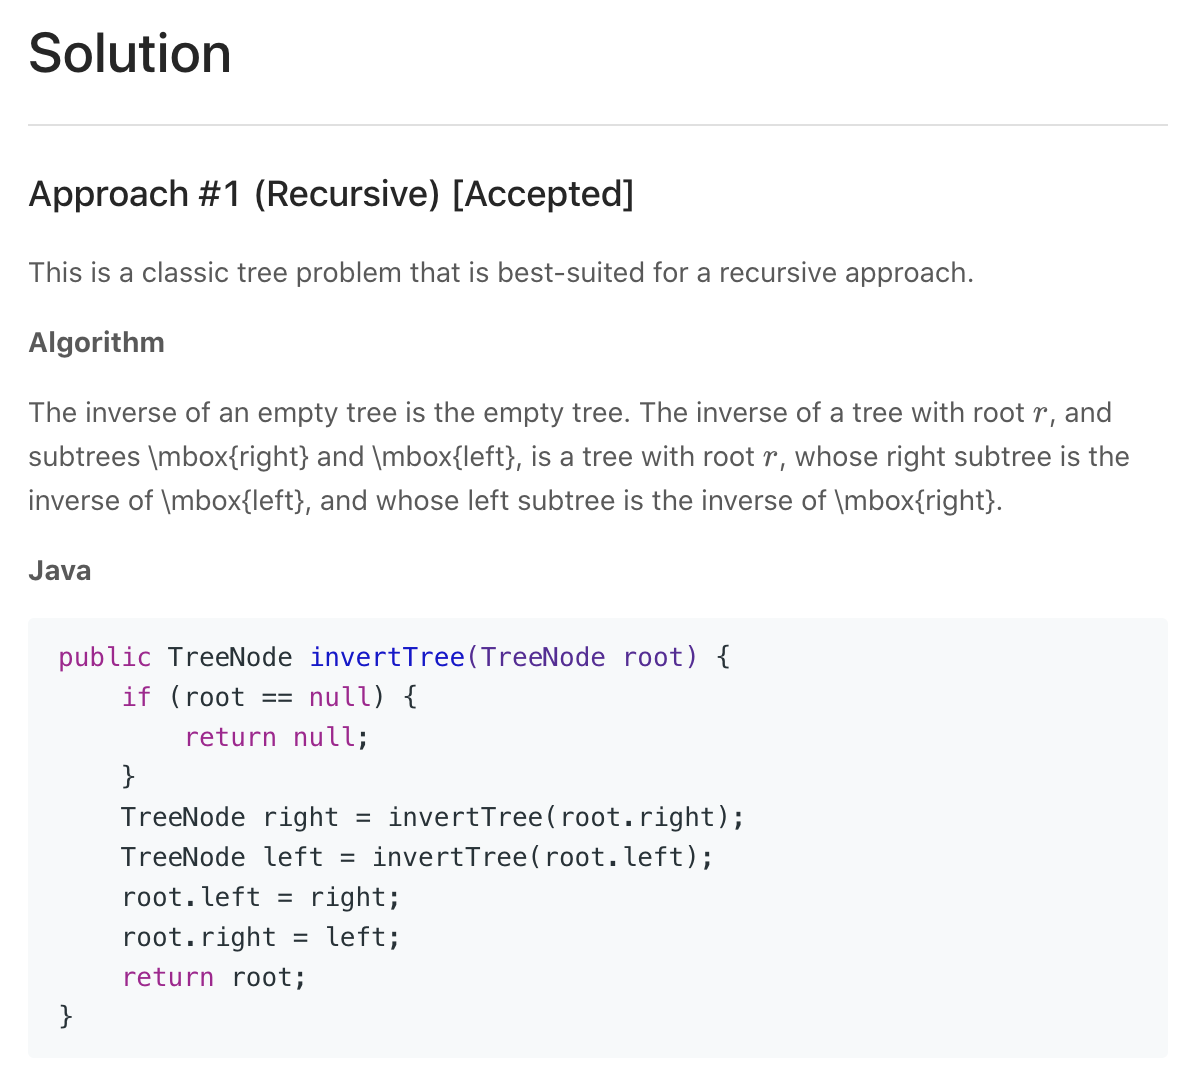 Solution
Approach #1 (Recursive) [Accepted]
This is a classic tree problem that is best-suited for a recursive approach.
Algorithm
The inverse of an empty tree is the empty tree. The inverse of a tree with root r, and
subtrees \mbox{right} and \mbox{left}, is a tree with root r, whose right subtree is the
inverse of \mbox{left}, and whose left subtree is the inverse of \mbox{right}.
Java
public TreeNode invertTree(TreeNode root) {
    if (root == null) {
        return null;
    }
    TreeNode right = invertTree(root.right);
    TreeNode left = invertTree(root.left);
    root.left = right;
    root.right = left;
    return root;
}